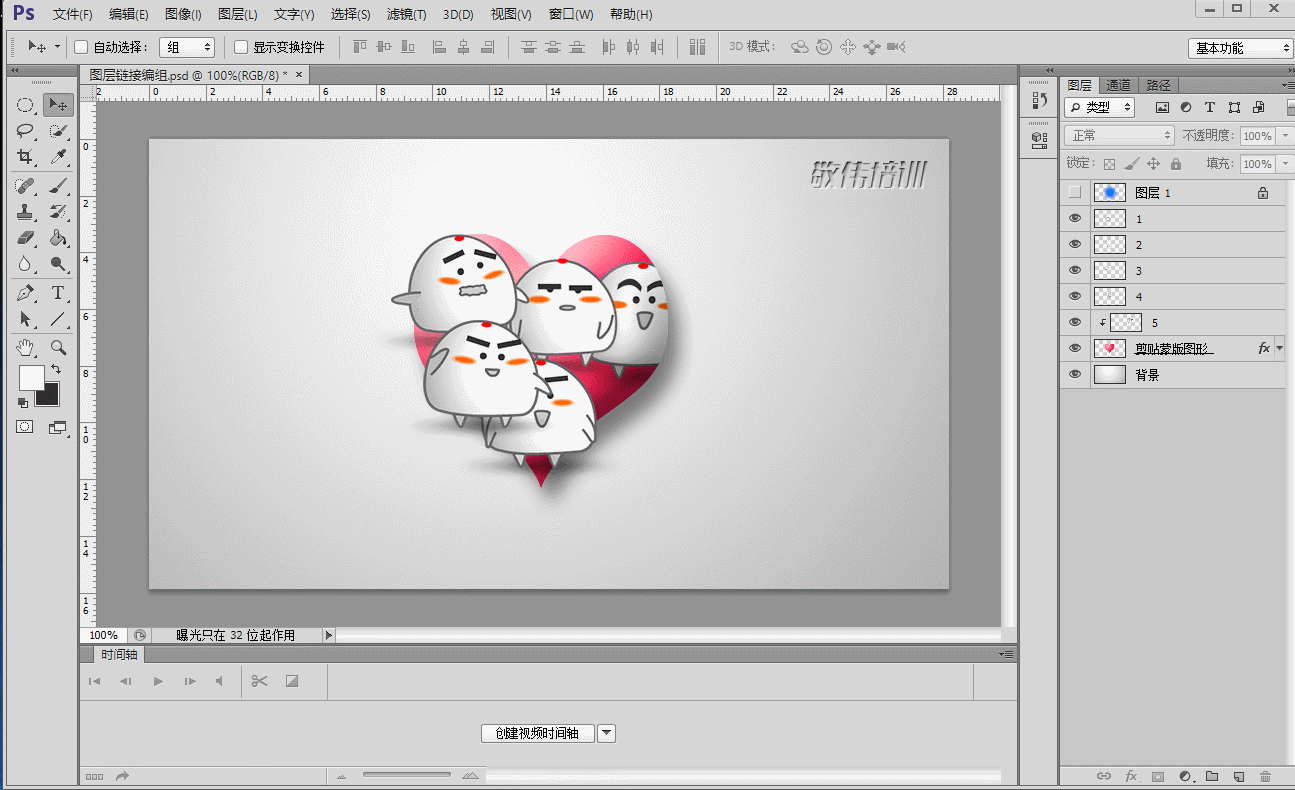 Ps 文件(F) 编辑(E) 图像(I) 图层(L) 文字(Y) 选择(S) 滤镜(T) 3D(D) 视图(V) 窗口(W) 帮助(H)
自动选择： 组 显示变换控件 3D 模式： 基本功能
图层链接编组.psd @ 100%(RGB/8) * ×
2 0 2 4 6 8 10 12 14 16 18 20 22 24 26 28
0
2
4
6
8
10
12
14
16
敬伟培训
100% 曝光只在 32 位起作用
时间轴
创建视频时间轴
图层 通道 路径
类型
正常 不透明度： 100%
锁定： 填充： 100%
图层 1
1
2
3
4
5
剪贴蒙版图形 fx
背景
fx
T